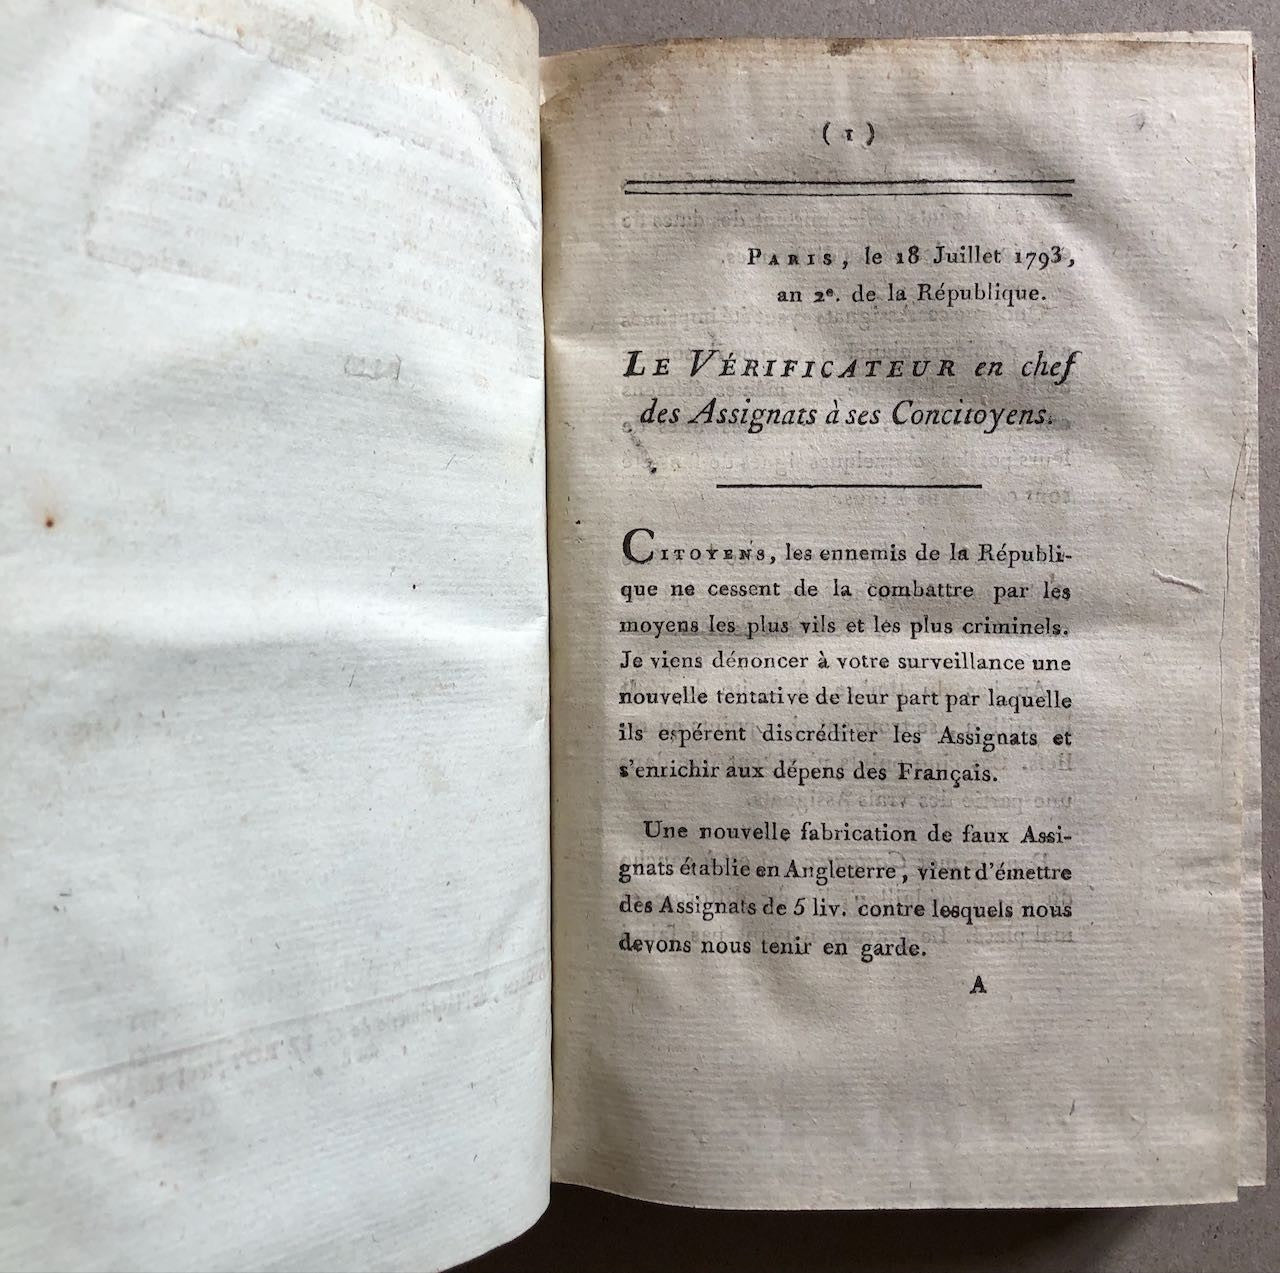 ( 1 )
PARIS, le 18 Juillet 1793,
an 2e. de la République.
LE VÉRIFICATEUR en chef
des Assignats à ses Concitoyens.
CITOYENS, les ennemis de la Républi-
que ne cessent de la combattre par les
moyens les plus vils et les plus criminels.
Je viens dénoncer à votre surveillance une
nouvelle tentative de leur part par laquelle
ils espérent discréditer les Assignats et
s'enrichir aux dépens des Français.
Une nouvelle fabrication de faux Assi-
gnats établie en Angleterre, vient d'émettre
des Assignats de 5 liv. contre lesquels nous
devons nous tenir en garde.
A